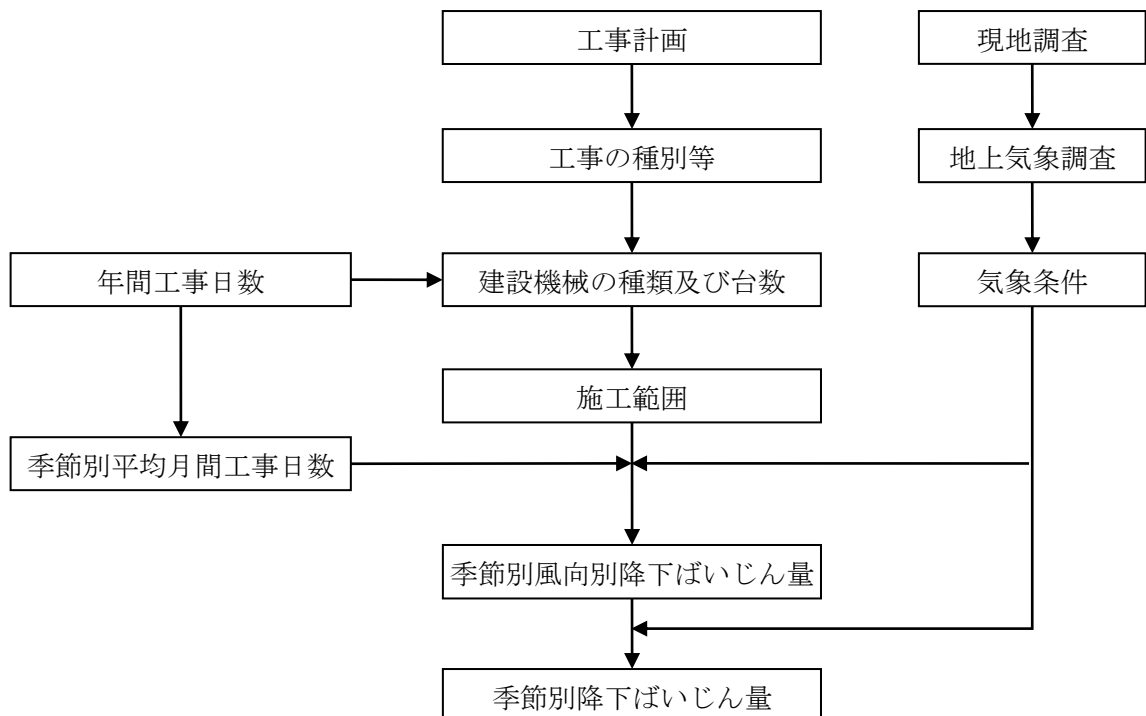 工事計画
現地調査
工事の種別等
地上気象調査
年間工事日数
建設機械の種類及び台数
気象条件
施工範囲
季節別平均月間工事日数
季節別風向別降下ばいじん量
季節別降下ばいじん量